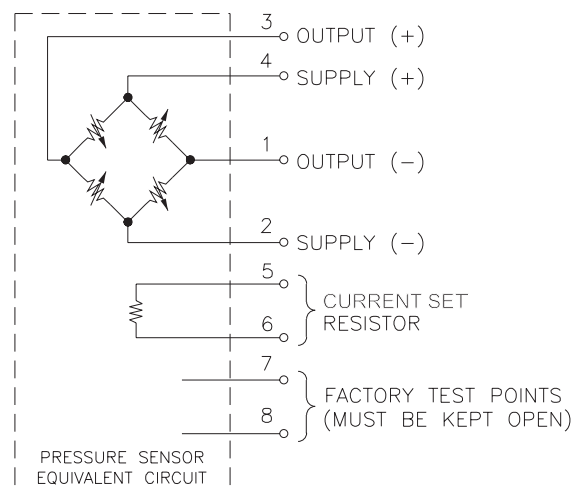 3 OUTPUT (+)
4 SUPPLY (+)
1 OUTPUT (-)
2 SUPPLY (-)
5
CURRENT SET
RESISTOR
6
7
FACTORY TEST POINTS
(MUST BE KEPT OPEN)
8
PRESSURE SENSOR
EQUIVALENT CIRCUIT